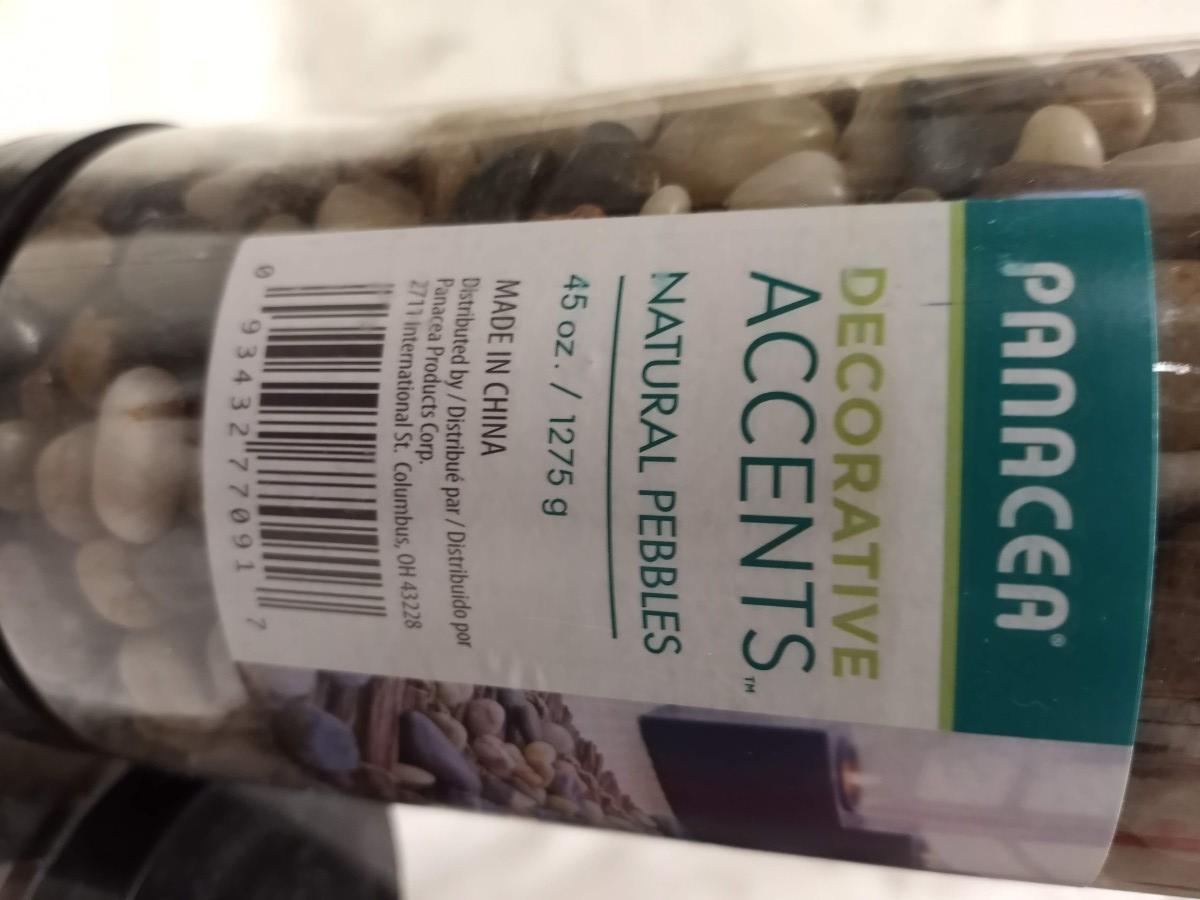 PANACEA®
DECORATIVE
ACCENTS™
NATURAL PEBBLES
45 oz. / 1275 g
MADE IN CHINA
Distributed by / Distribué par / Distribuido por
Panacea Products Corp.
2711 International St. Columbus, OH 43228
0 93432 77091 7